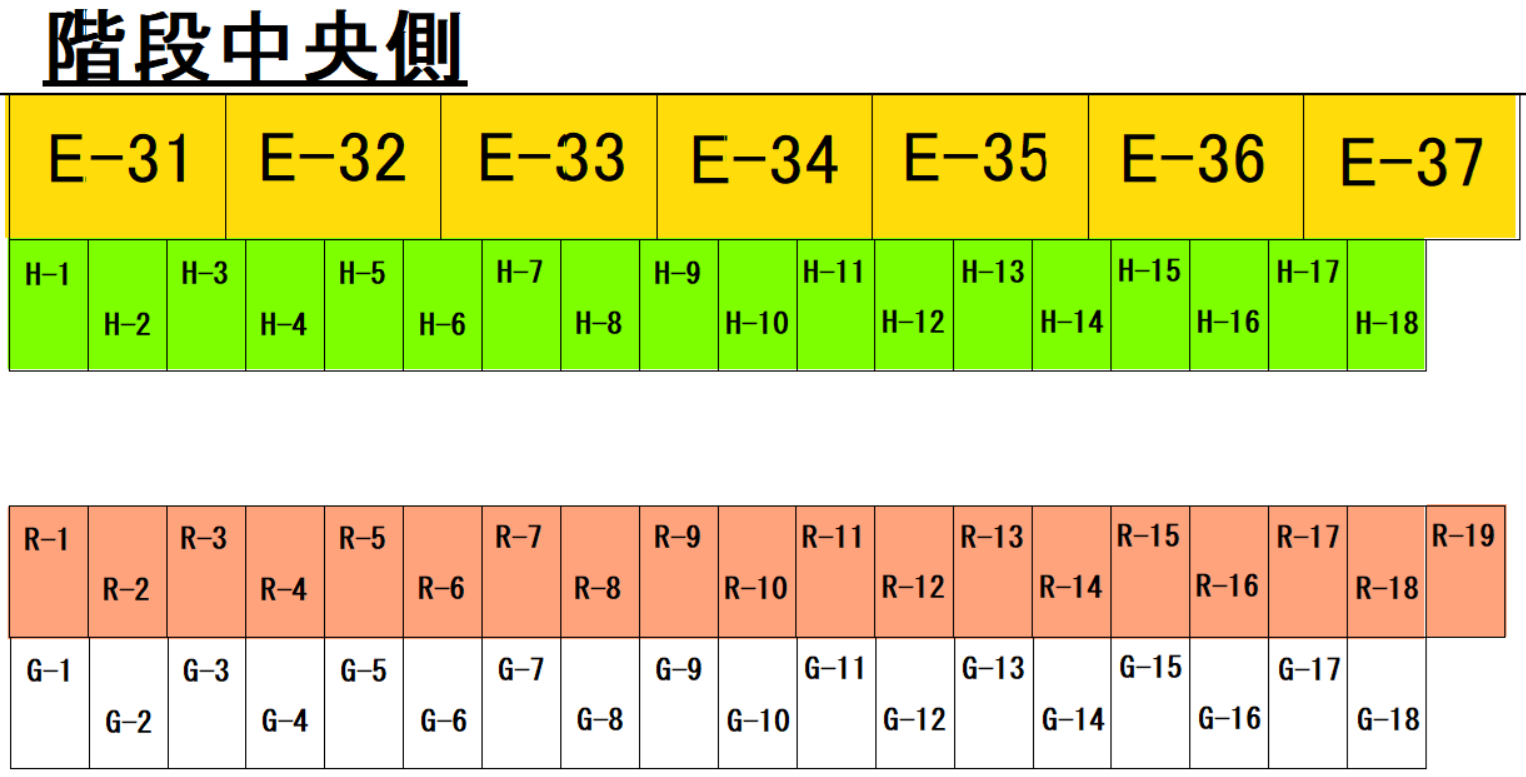 階段中央側
E-31 E-32 E-33 E-34 E-35 E-36 E-37
H-1 H-2 H-3 H-4 H-5 H-6 H-7 H-8 H-9 H-10 H-11 H-12 H-13 H-14 H-15 H-16 H-17 H-18
R-1 R-2 R-3 R-4 R-5 R-6 R-7 R-8 R-9 R-10 R-11 R-12 R-13 R-14 R-15 R-16 R-17 R-18 R-19
G-1 G-2 G-3 G-4 G-5 G-6 G-7 G-8 G-9 G-10 G-11 G-12 G-13 G-14 G-15 G-16 G-17 G-18